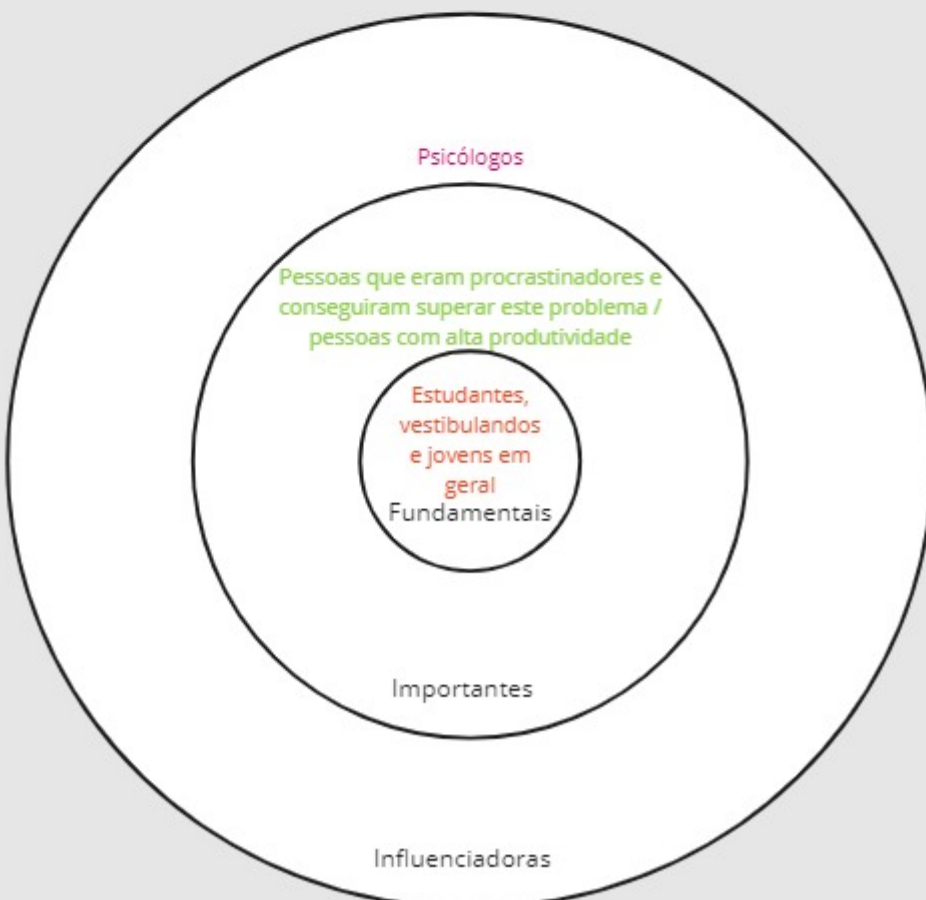 Psicólogos
Pessoas que eram procrastinadores e
conseguiram superar este problema /
pessoas com alta produtividade
Estudantes,
vestibulandos
e jovens em
geral
Fundamentais
Importantes
Influenciadoras